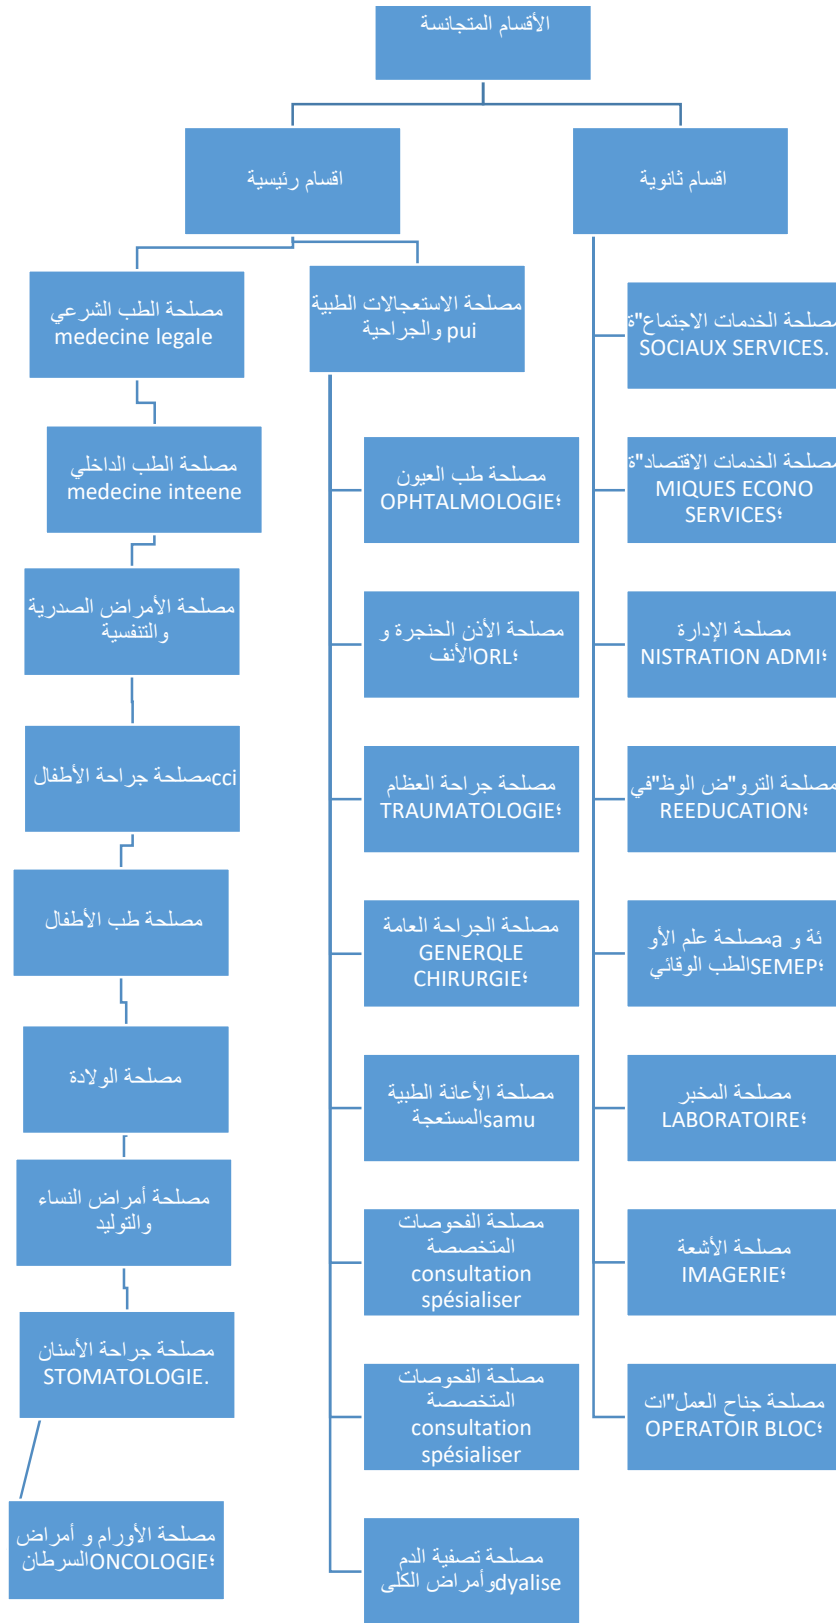 الأقسام المتجانسة
اقسام رئيسية
اقسام ثانوية
مصلحة الطب الشرعي
medecine legale
مصلحة الطب الداخلي
medecine inteene
مصلحة الأمراض الصدرية
والتنفسية
مصلحة جراحة الأطفالcci
مصلحة طب الأطفال
مصلحة الولادة
مصلحة أمراض النساء
والتوليد
مصلحة جراحة الأسنان
STOMATOLOGIE.
مصلحة الأورام و أمراض
السرطانONCOLOGIE؛
مصلحة الاستعجالات الطبية
والجراحية pui
مصلحة طب العيون
OPHTALMOLOGIE؛
مصلحة الأذن الحنجرة و
الأنفORL؛
مصلحة جراحة العظام
TRAUMATOLOGIE؛
مصلحة الجراحة العامة
GENERQLE
CHIRURGIE؛
مصلحة الأعانة الطبية
المستعجةsamu
مصلحة الفحوصات
المتخصصة
consultation
spésialiser
مصلحة الفحوصات
المتخصصة
consultation
spésialiser
مصلحة تصفية الدم
وأمراض الكلىdyalise
مصلحة الخدمات الاجتماع"ة
SOCIAUX SERVICES.
مصلحة الخدمات الاقتصاد"ة
MIQUES ECONO
SERVICES؛
مصلحة الإدارة
NISTRATION ADMI؛
مصلحة الترو"ض الوظ"في
REEDUCATION؛
مصلحة علم الأوaئة و
الطب الوقائيSEMEP؛
مصلحة المخبر
LABORATOIRE؛
مصلحة الأشعة
IMAGERIE؛
مصلحة جناح العمل"ات
OPERATOIR BLOC؛